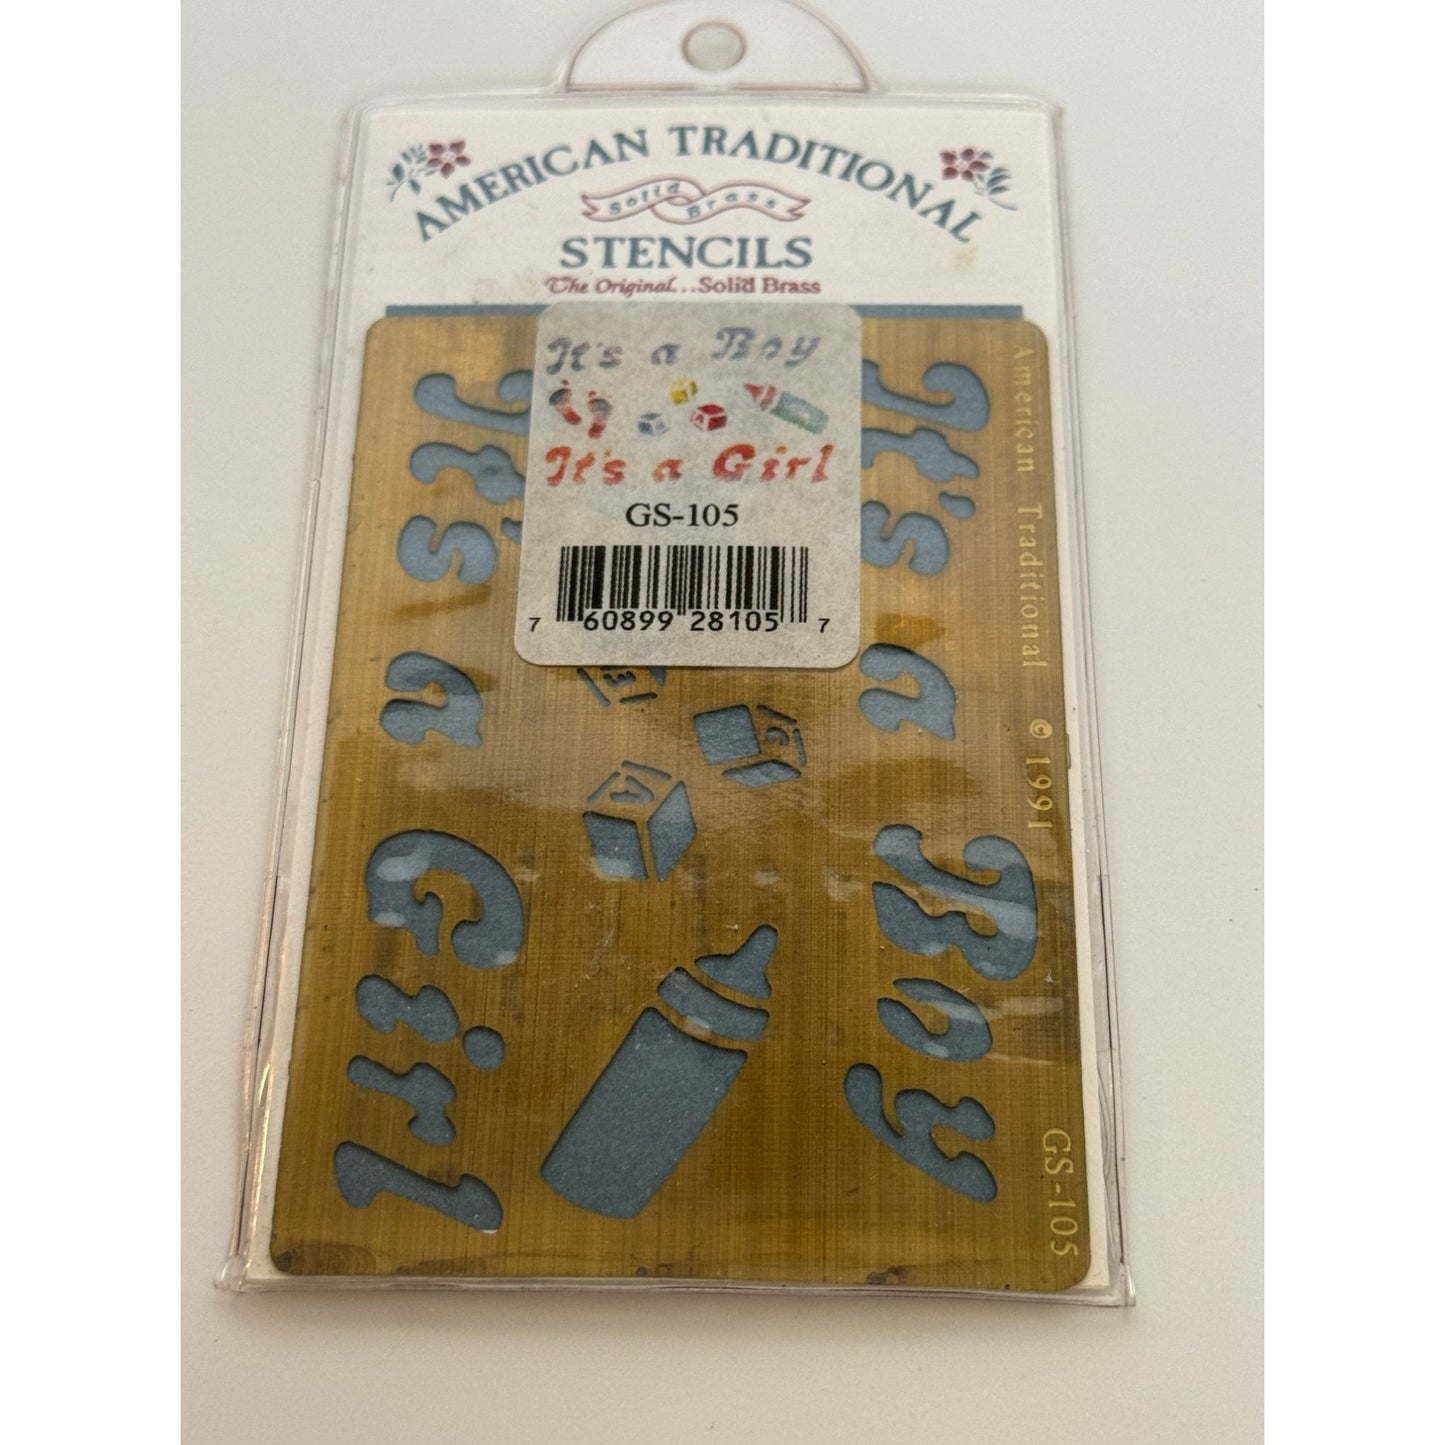 AMERICAN TRADITIONAL
Solid Brass
STENCILS
The Original...Solid Brass
It's a Boy
It's a Girl
GS-105
7 60899 28105 7
It's a Girl
It's a Boy
E
C
A
American Traditional © 1991 GS-105